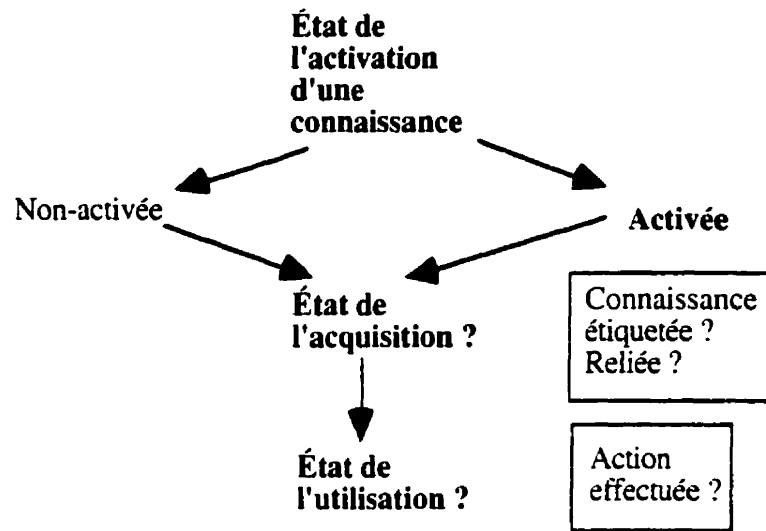 État de
l'activation
d'une
connaissance
Non-activée
Activée
État de
l'acquisition ?
Connaissance
étiquetée ?
Reliée ?
État de
l'utilisation ?
Action
effectuée ?